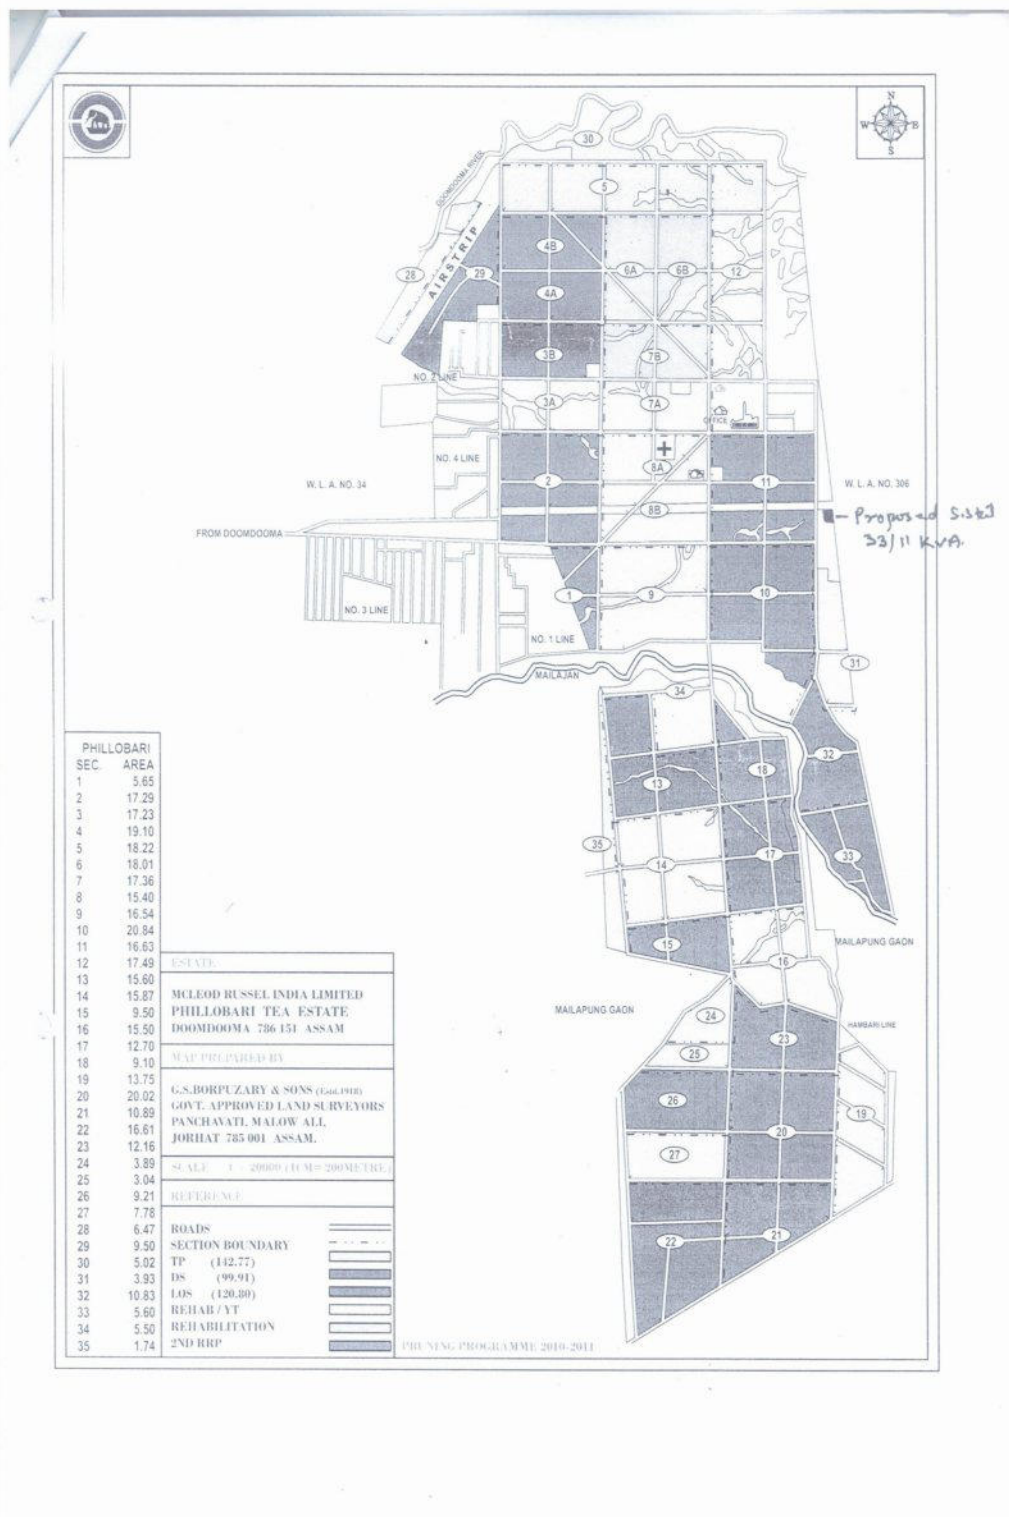 N
W E
S
30
DOOMDOOMA RIVER
5
AIRSTRIP
28
29
4B
4A
6A
6B
12
3B
7B
NO. 2 LINE
3A
7A
OFFICE
NO. 4 LINE
8A
2
11
W. L. A. NO. 34
W. L. A. NO. 306
8B
Proposed
33/11 KVA.
FROM DOOMDOOMA
1
9
10
NO. 3 LINE
NO. 1 LINE
MAILAJAN
31
34
32
13
18
35
14
17
33
15
16
MAILAPUNG GAON
MAILAPUNG GAON
24
HAMBARI LINE
23
25
26
19
20
27
22
21
PHILLOBARI
SEC. AREA
1 5.65
2 17.29
3 17.23
4 19.10
5 18.22
6 18.01
7 17.36
8 15.40
9 16.54
10 20.84
11 16.63
12 17.49
13 15.60
14 15.87
15 9.50
16 15.50
17 12.70
18 9.10
19 13.75
20 20.02
21 10.89
22 16.61
23 12.16
24 3.89
25 3.04
26 9.21
27 7.78
28 6.47
29 9.50
30 5.02
31 3.93
32 10.83
33 5.60
34 5.50
35 1.74
ESTATE
MCLEOD RUSSEL INDIA LIMITED
PHILLOBARI TEA ESTATE
DOOMDOOMA 786 151 ASSAM
MAP PREPARED BY
G.S.BORPUZARY & SONS (Estd.1918)
GOVT. APPROVED LAND SURVEYORS
PANCHAVATI, MALOW ALI,
JORHAT 785 001 ASSAM.
SCALE 1 : 20000 (1CM= 200METRE)
REFERENCE
ROADS
SECTION BOUNDARY
TP (142.77)
DS (99.91)
LOS (120.80)
REHAB / YT
REHABILITATION
2ND RRP
PRUNING PROGRAMME 2010-2011